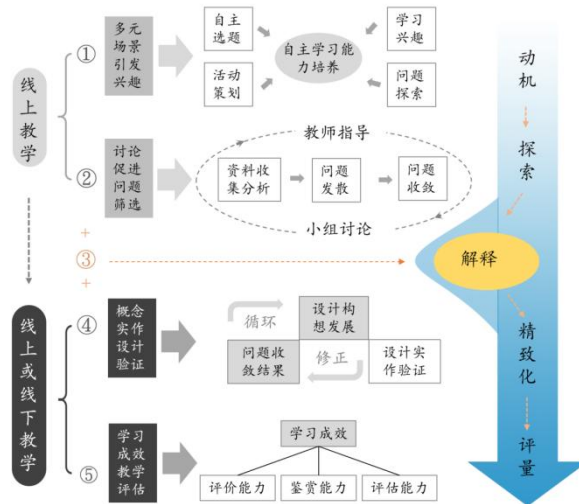 线上教学
①
多元
场景
引发
兴趣
自主
选题
活动
策划
自主学习能
力培养
学习
兴趣
问题
探索
②
讨论
促进
问题
筛选
教师指导
资料收
集分析
问题
发散
问题
收敛
小组讨论
+
③
+
线上或线下教学
④
概念
实作
设计
验证
循环
设计构
想发展
问题收
敛结果
修正
设计实
作验证
⑤
学习
成效
教学
评估
学习成效
评价能力
鉴赏能力
评估能力
动机
探索
解释
精致化
评量